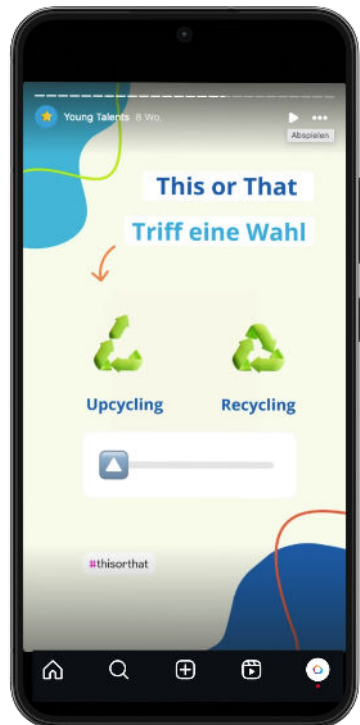 Young Talents 8 Wo.
Abspielen
This or That
Triff eine Wahl
Upcycling Recycling
#thisorthat